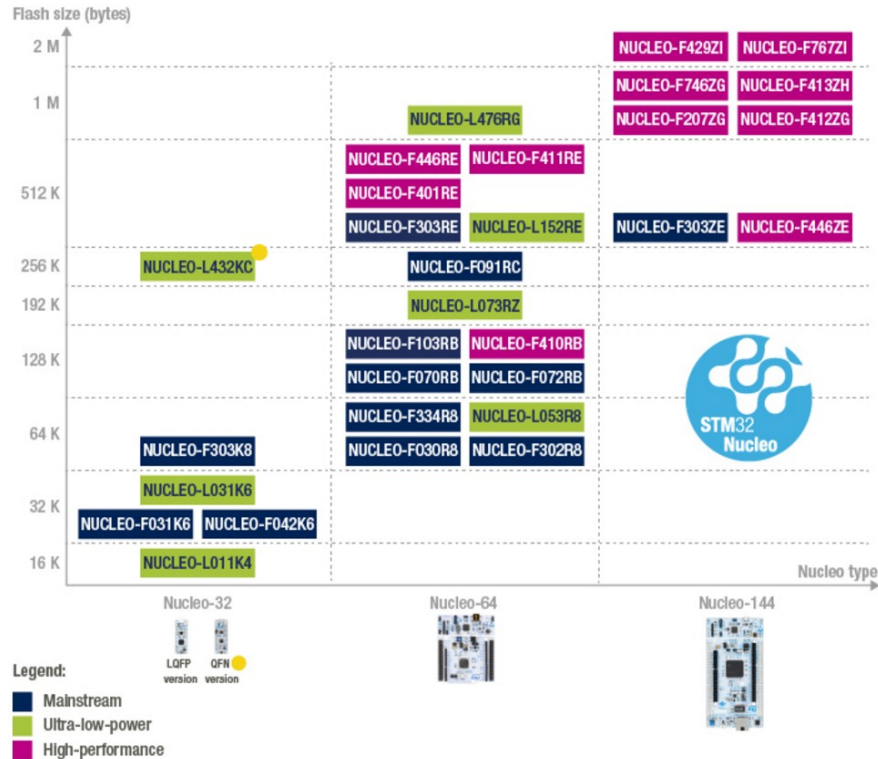 Flash size (bytes)
2 M
NUCLEO-F429ZI NUCLEO-F767ZI
1 M
NUCLEO-F746ZG NUCLEO-F413ZH
NUCLEO-L476RG NUCLEO-F207ZG NUCLEO-F412ZG
512 K
NUCLEO-F446RE NUCLEO-F411RE
NUCLEO-F401RE
NUCLEO-F303RE NUCLEO-L152RE NUCLEO-F303ZE NUCLEO-F446ZE
256 K
NUCLEO-L432KC NUCLEO-F091RC
192 K
NUCLEO-L073RZ
128 K
NUCLEO-F103RB NUCLEO-F410RB
NUCLEO-F070RB NUCLEO-F072RB
64 K
NUCLEO-F334R8 NUCLEO-L053R8
NUCLEO-F303K8 NUCLEO-F030R8 NUCLEO-F302R8
STM32
Nucleo
32 K
NUCLEO-L031K6
NUCLEO-F031K6 NUCLEO-F042K6
16 K
NUCLEO-L011K4
Nucleo type
Nucleo-32 Nucleo-64 Nucleo-144
LQFP version
QFN version
Legend:
Mainstream
Ultra-low-power
High-performance